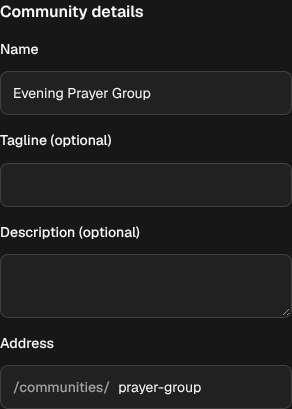 Community details
Name
Evening Prayer Group
Tagline (optional)
Description (optional)
Address
/communities/ prayer-group